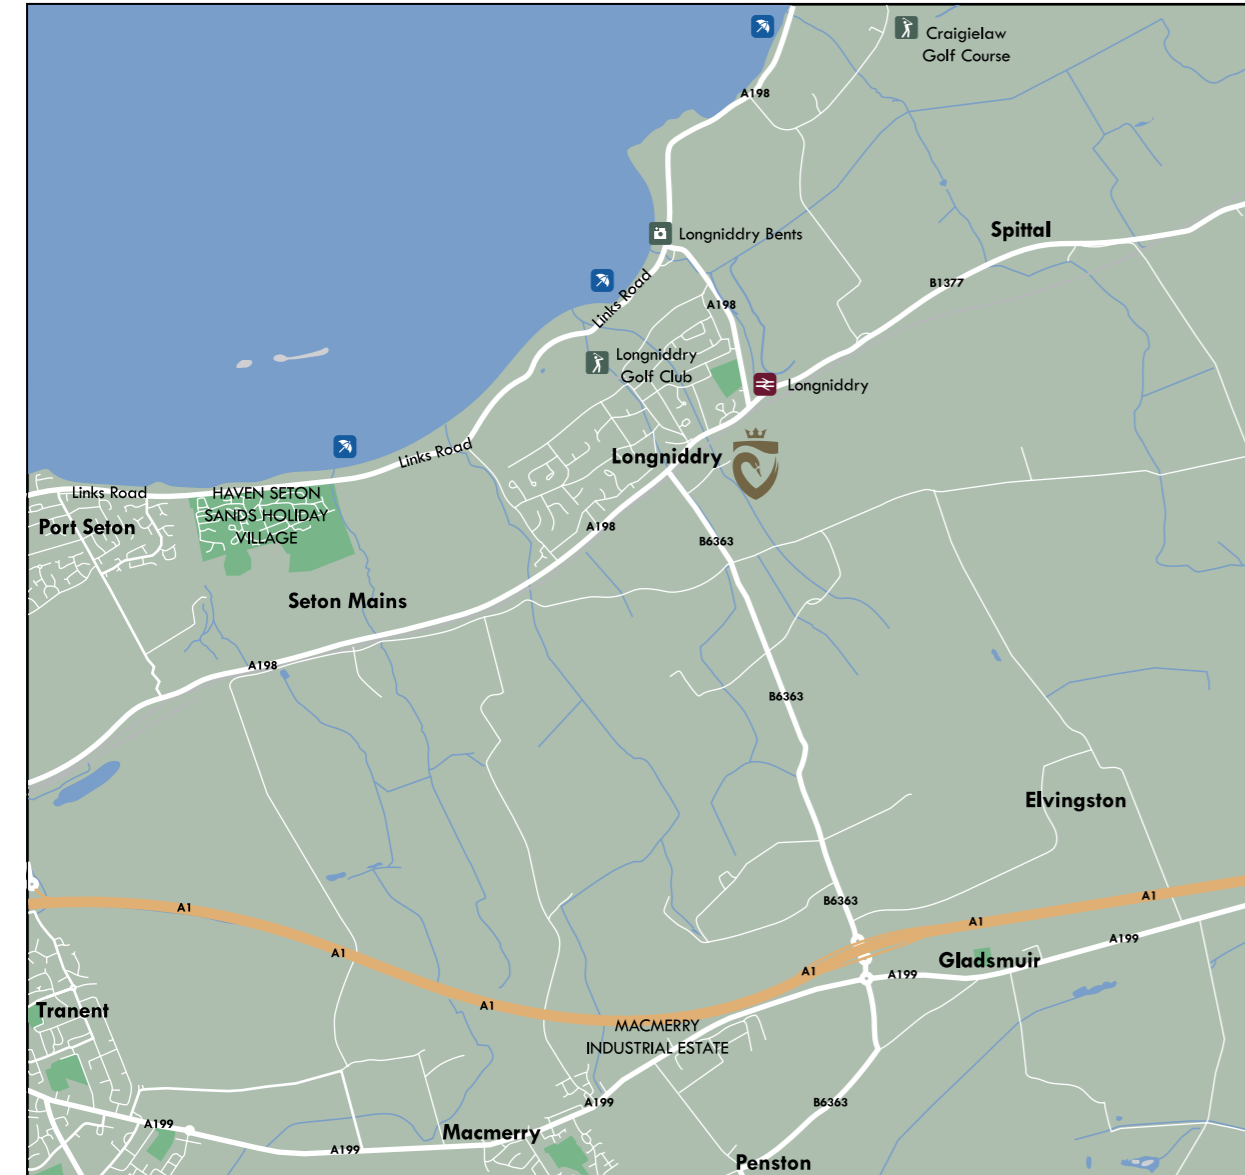 Craigielaw
Golf Course
A198
Longniddry Bents
Spittal
B1377
Links Road
A198
Longniddry
Golf Club
Longniddry
Links Road
Longniddry
Links Road
HAVEN SETON
SANDS HOLIDAY
VILLAGE
Port Seton
A198
B6363
Seton Mains
A198
B6363
Elvingston
A1
B6363
A1
A1
A199
A1
Gladsmuir
A1
A199
A1
Tranent
MACMERRY
INDUSTRIAL ESTATE
A199
B6363
A199
Macmerry
A199
Penston